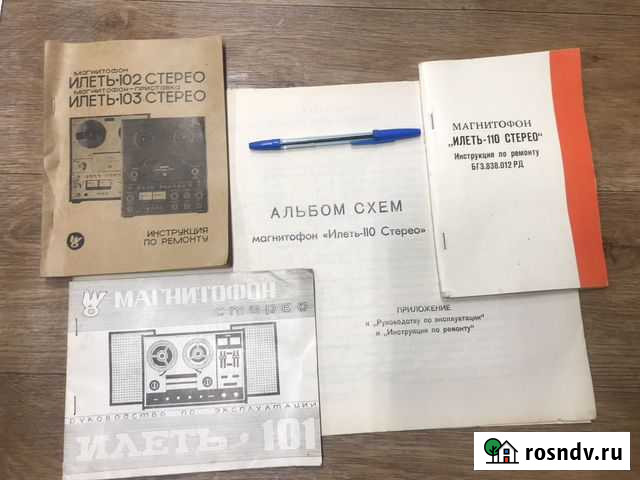 МАГНИТОФОН
ИЛЕТЬ-102 СТЕРЕО
МАГНИТОФОН-ПРИСТАВКА
ИЛЕТЬ-103 СТЕРЕО
ИНСТРУКЦИЯ
ПО РЕМОНТУ
МАГНИТОФОН
„ИЛЕТЬ-110 СТЕРЕО"
Инструкция по ремонту
БГ3.838.012 РД
АЛЬБОМ СХЕМ
магнитофон «Илеть-110 Стерео»
ПРИЛОЖЕНИЕ
к „Руководству по эксплуатации"
и „Инструкции по ремонту"
МАГНИТОФОН
стерео
РУКОВОДСТВО ПО ЭКСПЛУАТАЦИИ
ИЛЕТЬ·101
rosndv.ru